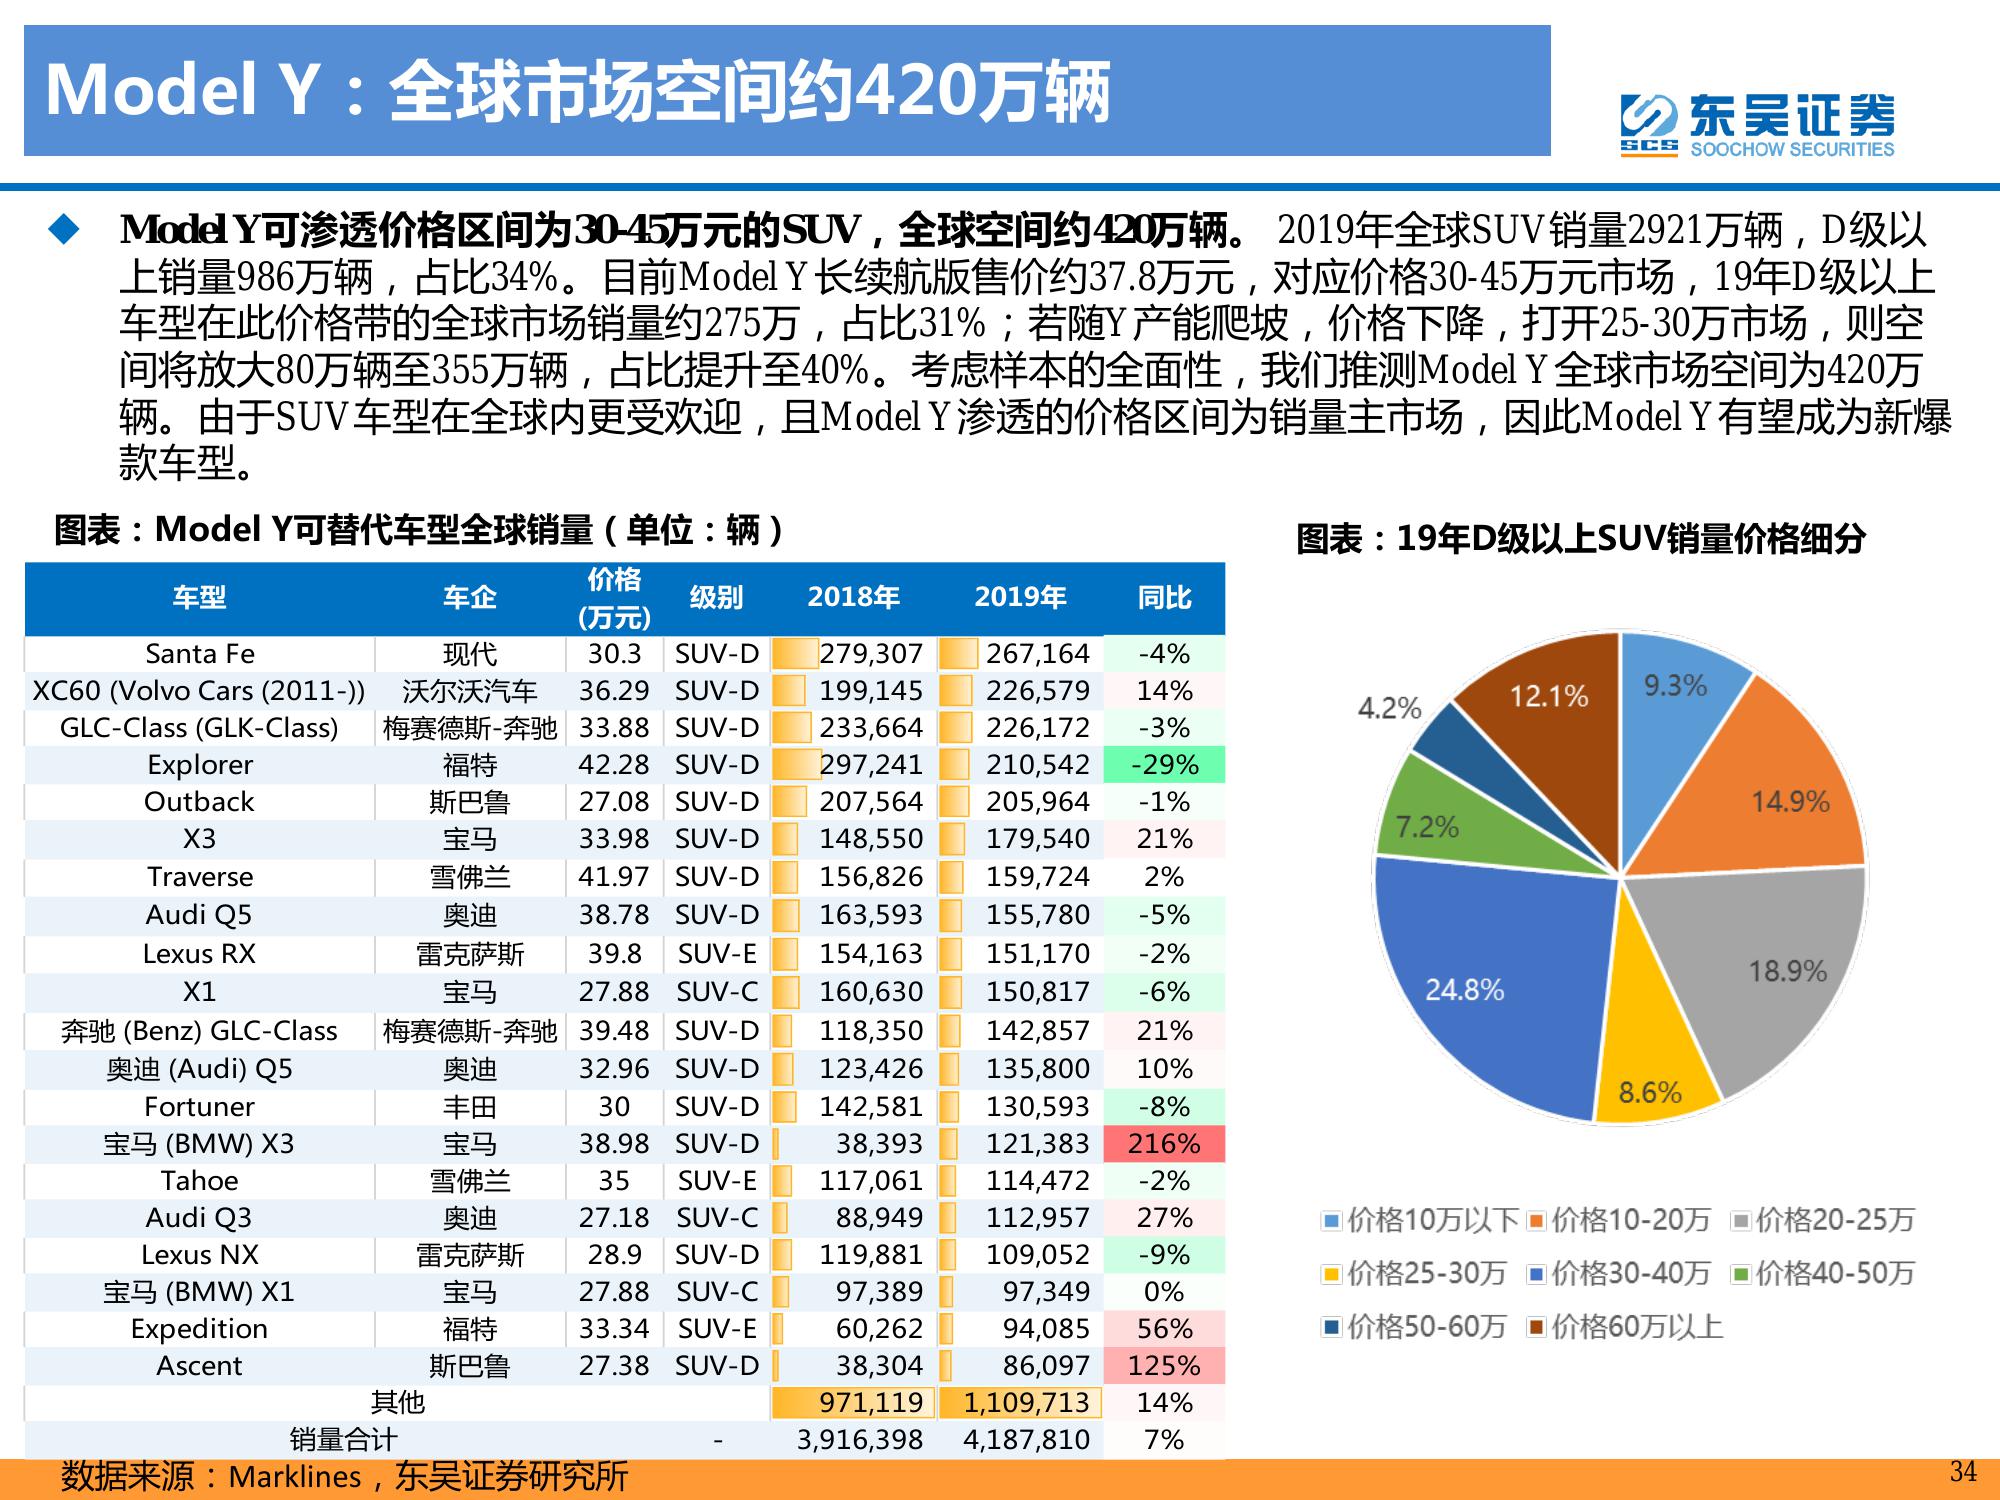 Model Y：全球市场空间约420万辆
东吴证券
SCS
SOOCHOW SECURITIES
◆ Model Y可渗透价格区间为30-45万元的SUV，全球空间约420万辆。 2019年全球SUV销量2921万辆，D级以
上销量986万辆，占比34%。目前Model Y长续航版售价约37.8万元，对应价格30-45万元市场，19年D级以上
车型在此价格带的全球市场销量约275万，占比31%；若随Y产能爬坡，价格下降，打开25-30万市场，则空
间将放大80万辆至355万辆，占比提升至40%。考虑样本的全面性，我们推测Model Y全球市场空间为420万
辆。由于SUV车型在全球内更受欢迎，且Model Y渗透的价格区间为销量主市场，因此Model Y有望成为新爆
款车型。
图表：Model Y可替代车型全球销量（单位：辆）
车型 车企 价格(万元) 级别 2018年 2019年 同比
Santa Fe 现代 30.3 SUV-D 279,307 267,164 -4%
XC60 (Volvo Cars (2011-)) 沃尔沃汽车 36.29 SUV-D 199,145 226,579 14%
GLC-Class (GLK-Class) 梅赛德斯-奔驰 33.88 SUV-D 233,664 226,172 -3%
Explorer 福特 42.28 SUV-D 297,241 210,542 -29%
Outback 斯巴鲁 27.08 SUV-D 207,564 205,964 -1%
X3 宝马 33.98 SUV-D 148,550 179,540 21%
Traverse 雪佛兰 41.97 SUV-D 156,826 159,724 2%
Audi Q5 奥迪 38.78 SUV-D 163,593 155,780 -5%
Lexus RX 雷克萨斯 39.8 SUV-E 154,163 151,170 -2%
X1 宝马 27.88 SUV-C 160,630 150,817 -6%
奔驰 (Benz) GLC-Class 梅赛德斯-奔驰 39.48 SUV-D 118,350 142,857 21%
奥迪 (Audi) Q5 奥迪 32.96 SUV-D 123,426 135,800 10%
Fortuner 丰田 30 SUV-D 142,581 130,593 -8%
宝马 (BMW) X3 宝马 38.98 SUV-D 38,393 121,383 216%
Tahoe 雪佛兰 35 SUV-E 117,061 114,472 -2%
Audi Q3 奥迪 27.18 SUV-C 88,949 112,957 27%
Lexus NX 雷克萨斯 28.9 SUV-D 119,881 109,052 -9%
宝马 (BMW) X1 宝马 27.88 SUV-C 97,389 97,349 0%
Expedition 福特 33.34 SUV-E 60,262 94,085 56%
Ascent 斯巴鲁 27.38 SUV-D 38,304 86,097 125%
其他 971,119 1,109,713 14%
销量合计 - 3,916,398 4,187,810 7%
图表：19年D级以上SUV销量价格细分
9.3%
14.9%
18.9%
8.6%
24.8%
7.2%
4.2%
12.1%
价格10万以下 价格10-20万 价格20-25万
价格25-30万 价格30-40万 价格40-50万
价格50-60万 价格60万以上
数据来源：Marklines，东吴证券研究所
34